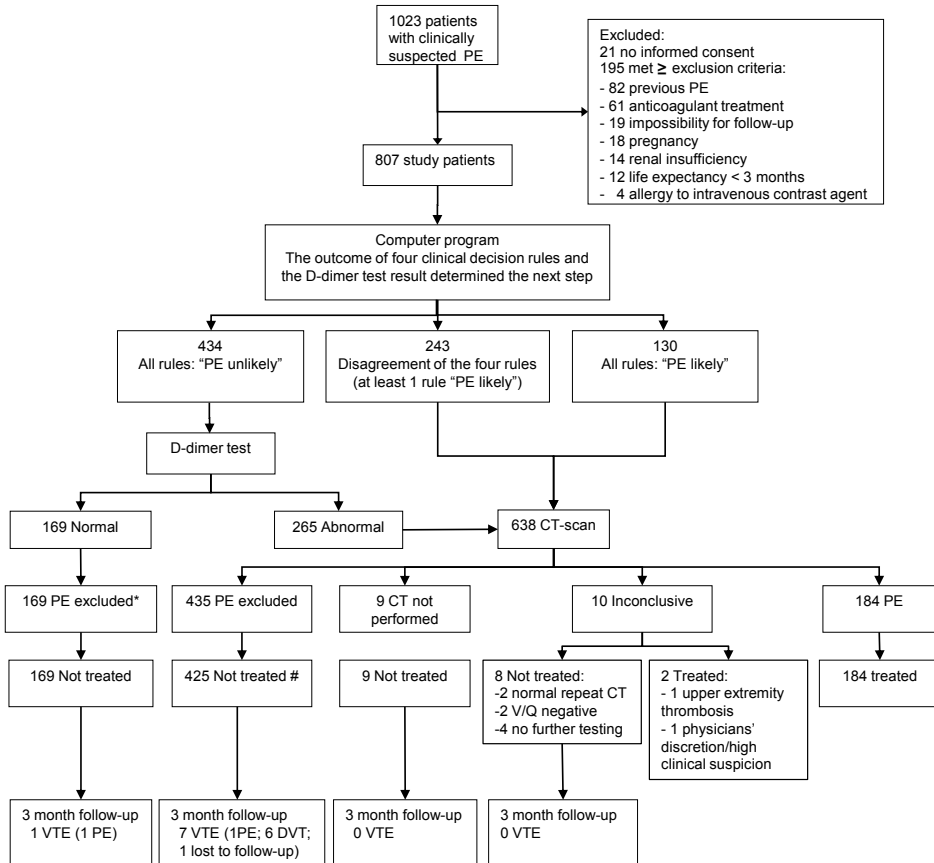 1023 patients
with clinically
suspected PE
Excluded:
21 no informed consent
195 met ≥ exclusion criteria:
- 82 previous PE
- 61 anticoagulant treatment
- 19 impossibility for follow-up
- 18 pregnancy
- 14 renal insufficiency
- 12 life expectancy < 3 months
- 4 allergy to intravenous contrast agent
807 study patients
Computer program
The outcome of four clinical decision rules and
the D-dimer test result determined the next step
434
All rules: “PE unlikely”
243
Disagreement of the four rules
(at least 1 rule “PE likely”)
130
All rules: “PE likely”
D-dimer test
169 Normal
265 Abnormal
638 CT-scan
169 PE excluded*
435 PE excluded
9 CT not
performed
10 Inconclusive
184 PE
169 Not treated
425 Not treated #
9 Not treated
8 Not treated:
-2 normal repeat CT
-2 V/Q negative
-4 no further testing
2 Treated:
- 1 upper extremity
thrombosis
- 1 physicians’
discretion/high
clinical suspicion
184 treated
3 month follow-up
1 VTE (1 PE)
3 month follow-up
7 VTE (1PE; 6 DVT;
1 lost to follow-up)
3 month follow-up
0 VTE
3 month follow-up
0 VTE